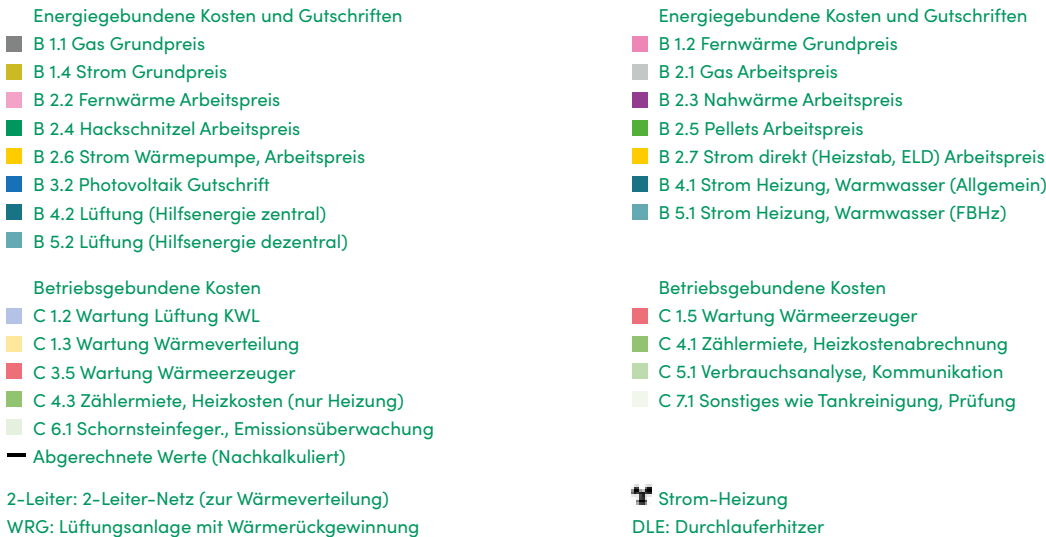 Energiegebundene Kosten und Gutschriften
B 1.1 Gas Grundpreis
B 1.4 Strom Grundpreis
B 2.2 Fernwärme Arbeitspreis
B 2.4 Hackschnitzel Arbeitspreis
B 2.6 Strom Wärmepumpe, Arbeitspreis
B 3.2 Photovoltaik Gutschrift
B 4.2 Lüftung (Hilfsenergie zentral)
B 5.2 Lüftung (Hilfsenergie dezentral)
Betriebsgebundene Kosten
C 1.2 Wartung Lüftung KWL
C 1.3 Wartung Wärmeverteilung
C 3.5 Wartung Wärmeerzeuger
C 4.3 Zählermiete, Heizkosten (nur Heizung)
C 6.1 Schornsteinfeger., Emissionsüberwachung
Abgerechnete Werte (Nachkalkuliert)
2-Leiter: 2-Leiter-Netz (zur Wärmeverteilung)
WRG: Lüftungsanlage mit Wärmerückgewinnung
Energiegebundene Kosten und Gutschriften
B 1.2 Fernwärme Grundpreis
B 2.1 Gas Arbeitspreis
B 2.3 Nahwärme Arbeitspreis
B 2.5 Pellets Arbeitspreis
B 2.7 Strom direkt (Heizstab, ELD) Arbeitspreis
B 4.1 Strom Heizung, Warmwasser (Allgemein)
B 5.1 Strom Heizung, Warmwasser (FBHz)
Betriebsgebundene Kosten
C 1.5 Wartung Wärmeerzeuger
C 4.1 Zählermiete, Heizkostenabrechnung
C 5.1 Verbrauchsanalyse, Kommunikation
C 7.1 Sonstiges wie Tankreinigung, Prüfung
Strom-Heizung
DLE: Durchlauferhitzer